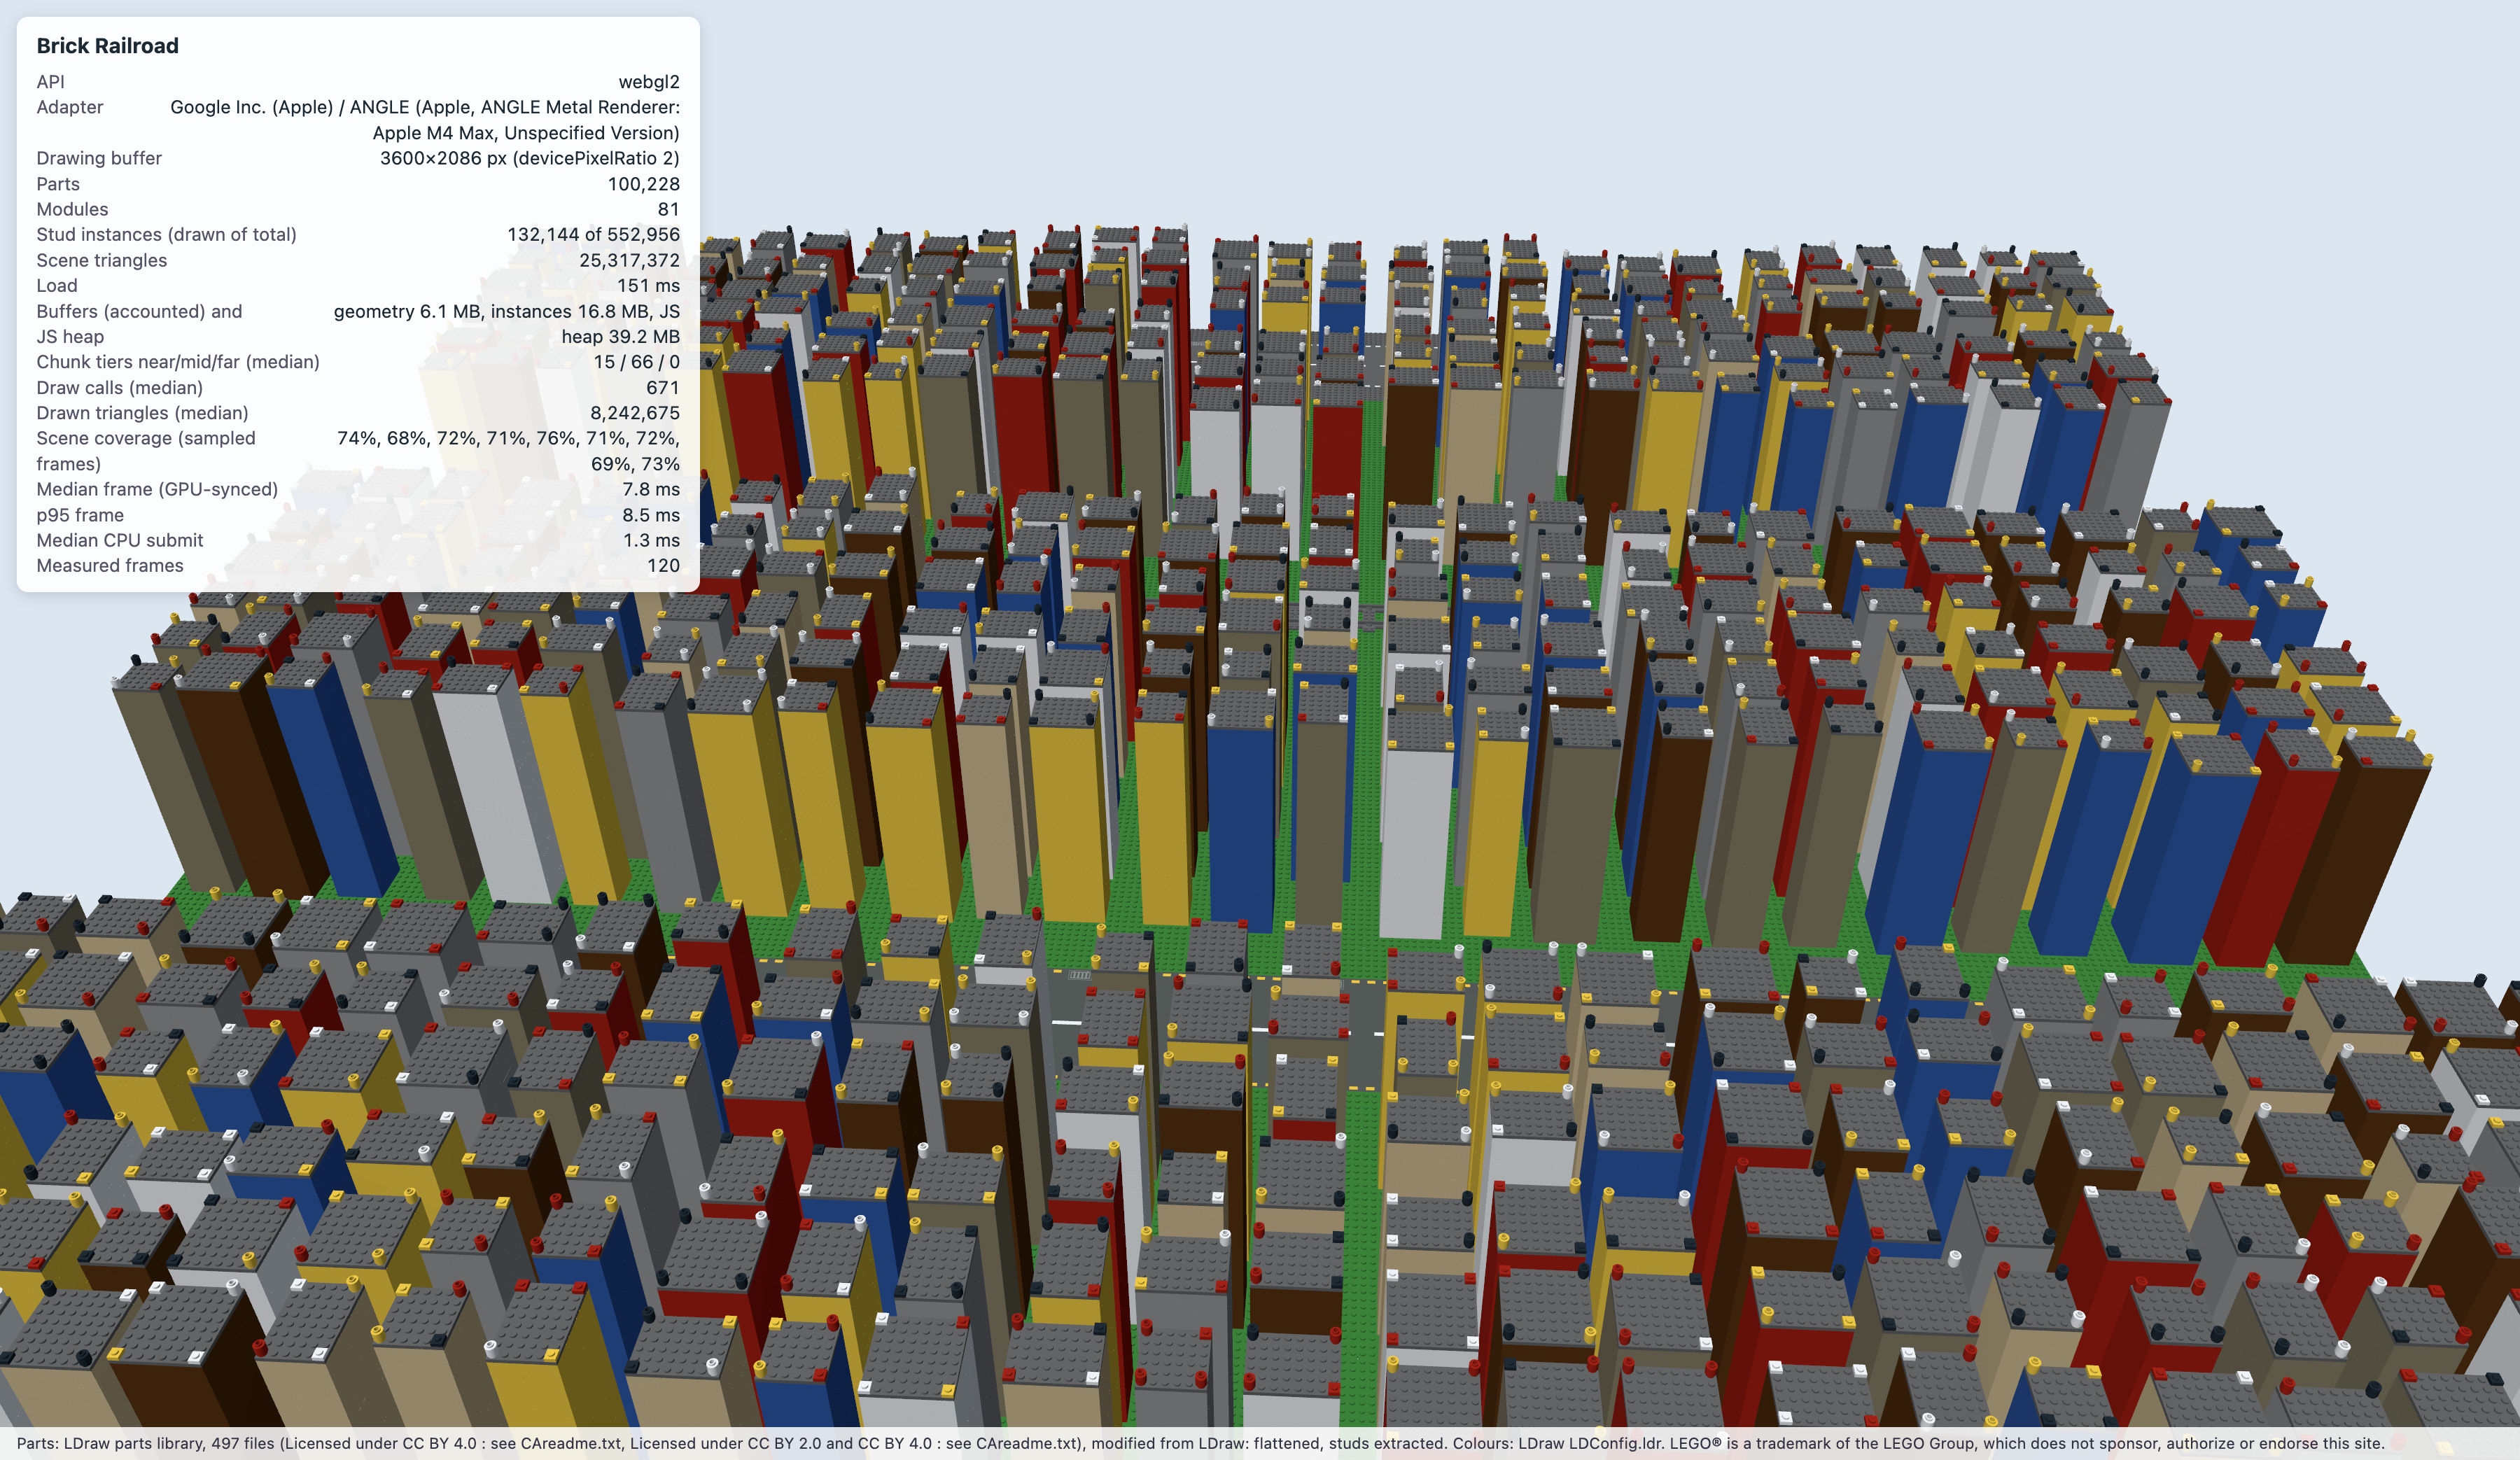 Brick Railroad
API webgl2
Adapter Google Inc. (Apple) / ANGLE (Apple, ANGLE Metal Renderer:
Apple M4 Max, Unspecified Version)
Drawing buffer 3600×2086 px (devicePixelRatio 2)
Parts 100,228
Modules 81
Stud instances (drawn of total) 132,144 of 552,956
Scene triangles 25,317,372
Load 151 ms
Buffers (accounted) and geometry 6.1 MB, instances 16.8 MB, JS
JS heap heap 39.2 MB
Chunk tiers near/mid/far (median) 15 / 66 / 0
Draw calls (median) 671
Drawn triangles (median) 8,242,675
Scene coverage (sampled 74%, 68%, 72%, 71%, 76%, 71%, 72%,
frames) 69%, 73%
Median frame (GPU-synced) 7.8 ms
p95 frame 8.5 ms
Median CPU submit 1.3 ms
Measured frames 120
Parts: LDraw parts library, 497 files (Licensed under CC BY 4.0 : see CAreadme.txt, Licensed under CC BY 2.0 and CC BY 4.0 : see CAreadme.txt), modified from LDraw: flattened, studs extracted. Colours: LDraw LDConfig.ldr. LEGO® is a trademark of the LEGO Group, which does not sponsor, authorize or endorse this site.